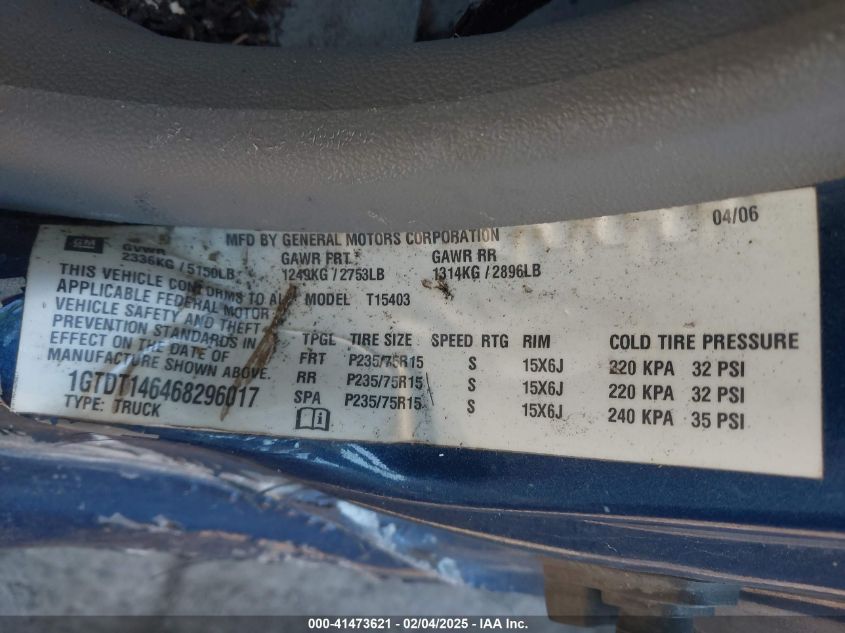 04/06
GM
MFD BY GENERAL MOTORS CORPORATION
GVWR GAWR FRT GAWR RR
2336KG / 5150LB 1249KG / 2753LB 1314KG / 2896LB
THIS VEHICLE CONFORMS TO ALL
APPLICABLE FEDERAL MOTOR
VEHICLE SAFETY AND THEFT
PREVENTION STANDARDS IN
EFFECT ON THE DATE OF
MANUFACTURE SHOWN ABOVE.
1GTDT146468296017
TYPE: TRUCK
MODEL T15403
TPGL TIRE SIZE SPEED RTG RIM COLD TIRE PRESSURE
FRT P235/75R15 S 15X6J 220 KPA 32 PSI
RR P235/75R15 S 15X6J 220 KPA 32 PSI
SPA P235/75R15 S 15X6J 240 KPA 35 PSI
000-41473621 - 02/04/2025 - IAA Inc.